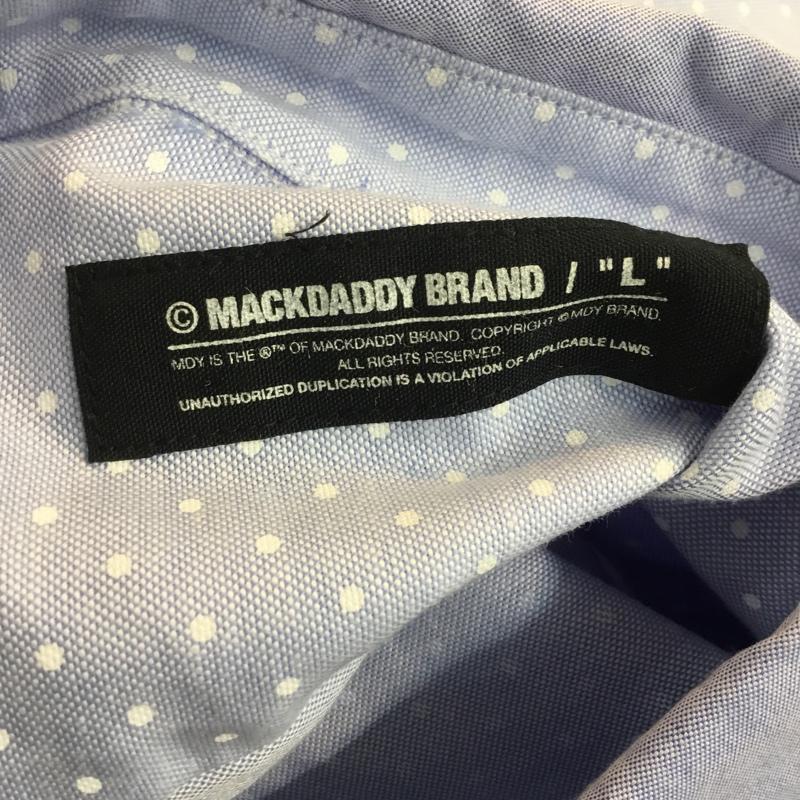 © MACKDADDY BRAND / "L"
MDY IS THE ®™ OF MACKDADDY BRAND. COPYRIGHT © MDY BRAND.
ALL RIGHTS RESERVED.
UNAUTHORIZED DUPLICATION IS A VIOLATION OF APPLICABLE LAWS.